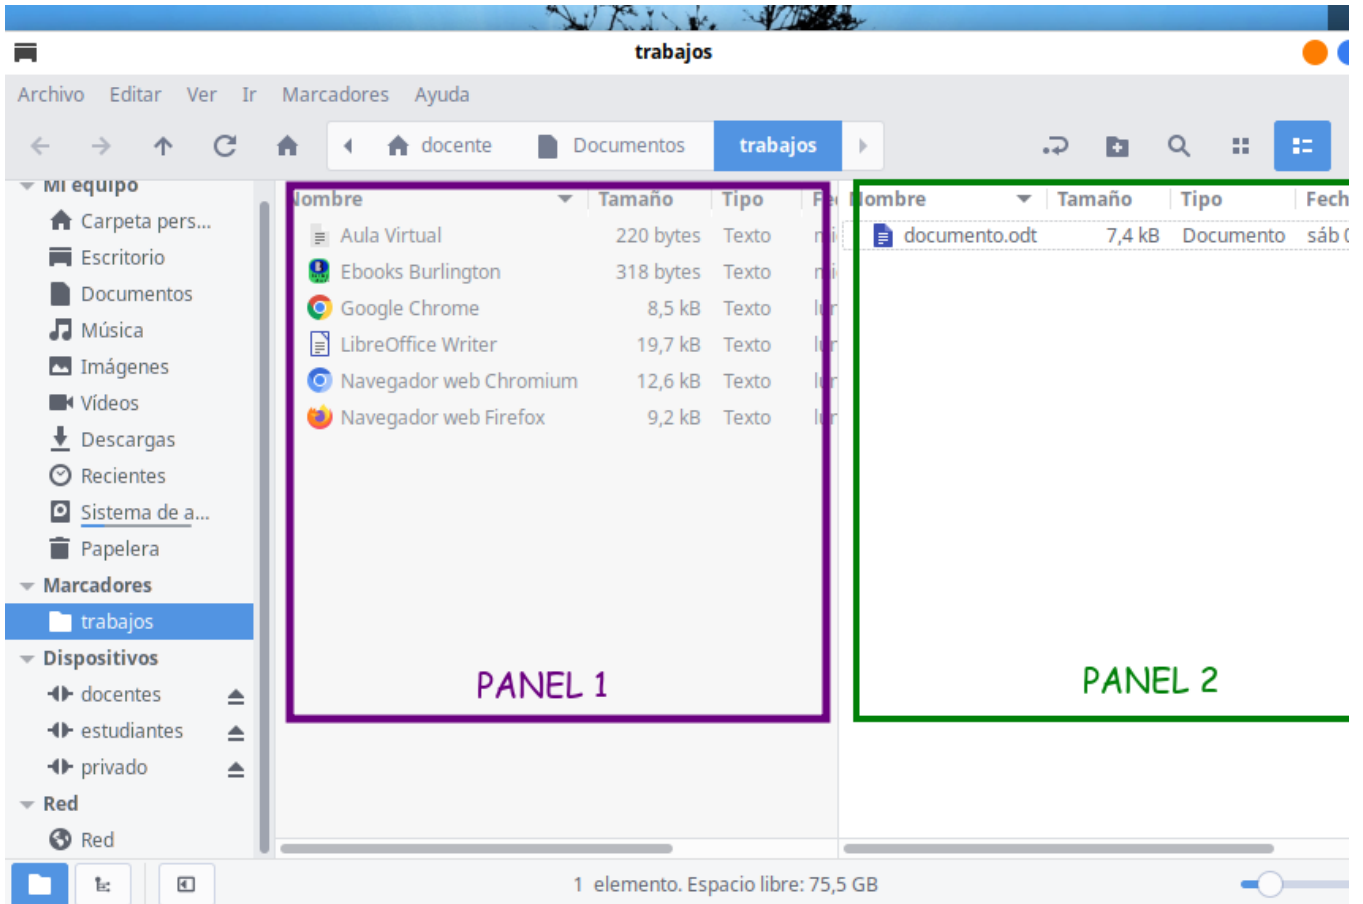 trabajos
Archivo Editar Ver Ir Marcadores Ayuda
docente Documentos trabajos
Mi equipo
Carpeta pers...
Escritorio
Documentos
Música
Imágenes
Vídeos
Descargas
Recientes
Sistema de a...
Papelera
Marcadores
trabajos
Dispositivos
docentes
estudiantes
privado
Red
Red
Nombre Tamaño Tipo
Aula Virtual 220 bytes Texto
Ebooks Burlington 318 bytes Texto
Google Chrome 8,5 kB Texto
LibreOffice Writer 19,7 kB Texto
Navegador web Chromium 12,6 kB Texto
Navegador web Firefox 9,2 kB Texto
PANEL 1
Nombre Tamaño Tipo Fech
documento.odt 7,4 kB Documento sáb
PANEL 2
1 elemento. Espacio libre: 75,5 GB